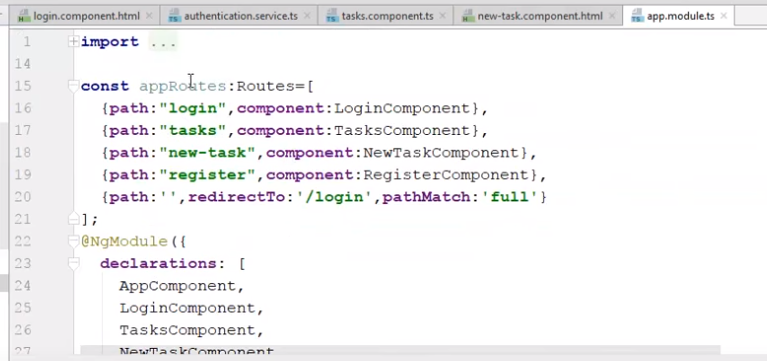 login.component.html authentication.service.ts tasks.component.ts new-task.component.html app.module.ts
1 import ...
14
15 const appRoutes:Routes=[
16 {path:"login",component:LoginComponent},
17 {path:"tasks",component:TasksComponent},
18 {path:"new-task",component:NewTaskComponent},
19 {path:"register",component:RegisterComponent},
20 {path:'',redirectTo:'/login',pathMatch:'full'}
21 ];
22 @NgModule({
23 declarations: [
24 AppComponent,
25 LoginComponent,
26 TasksComponent,
27 NewTaskComponent